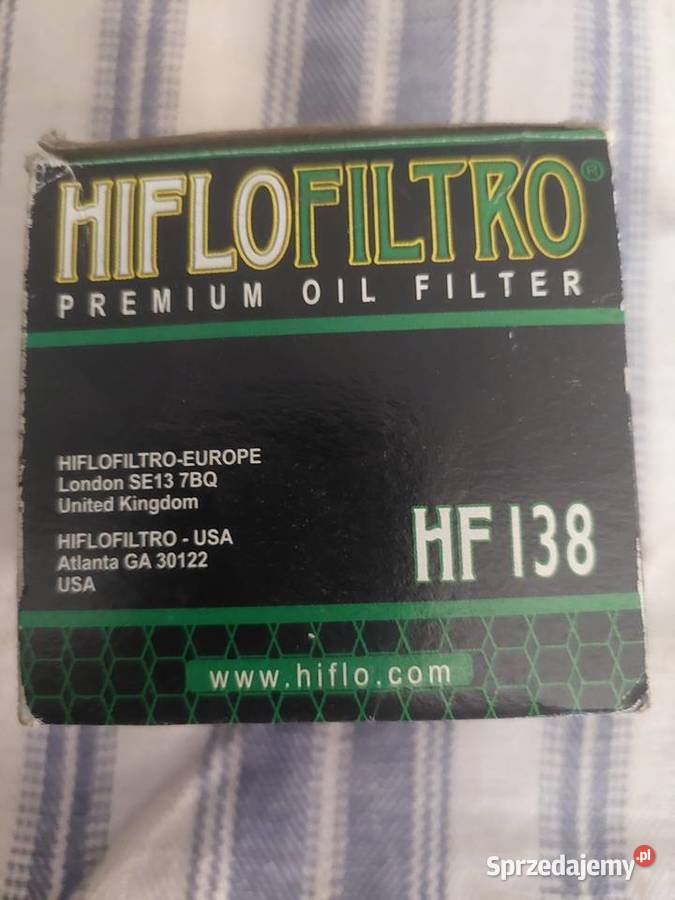 HIFLOFILTRO®
PREMIUM OIL FILTER
HIFLOFILTRO-EUROPE
London SE13 7BQ
United Kingdom
HIFLOFILTRO - USA
Atlanta GA 30122
USA
HF138
www.hiflo.com
Sprzedajemy.pl